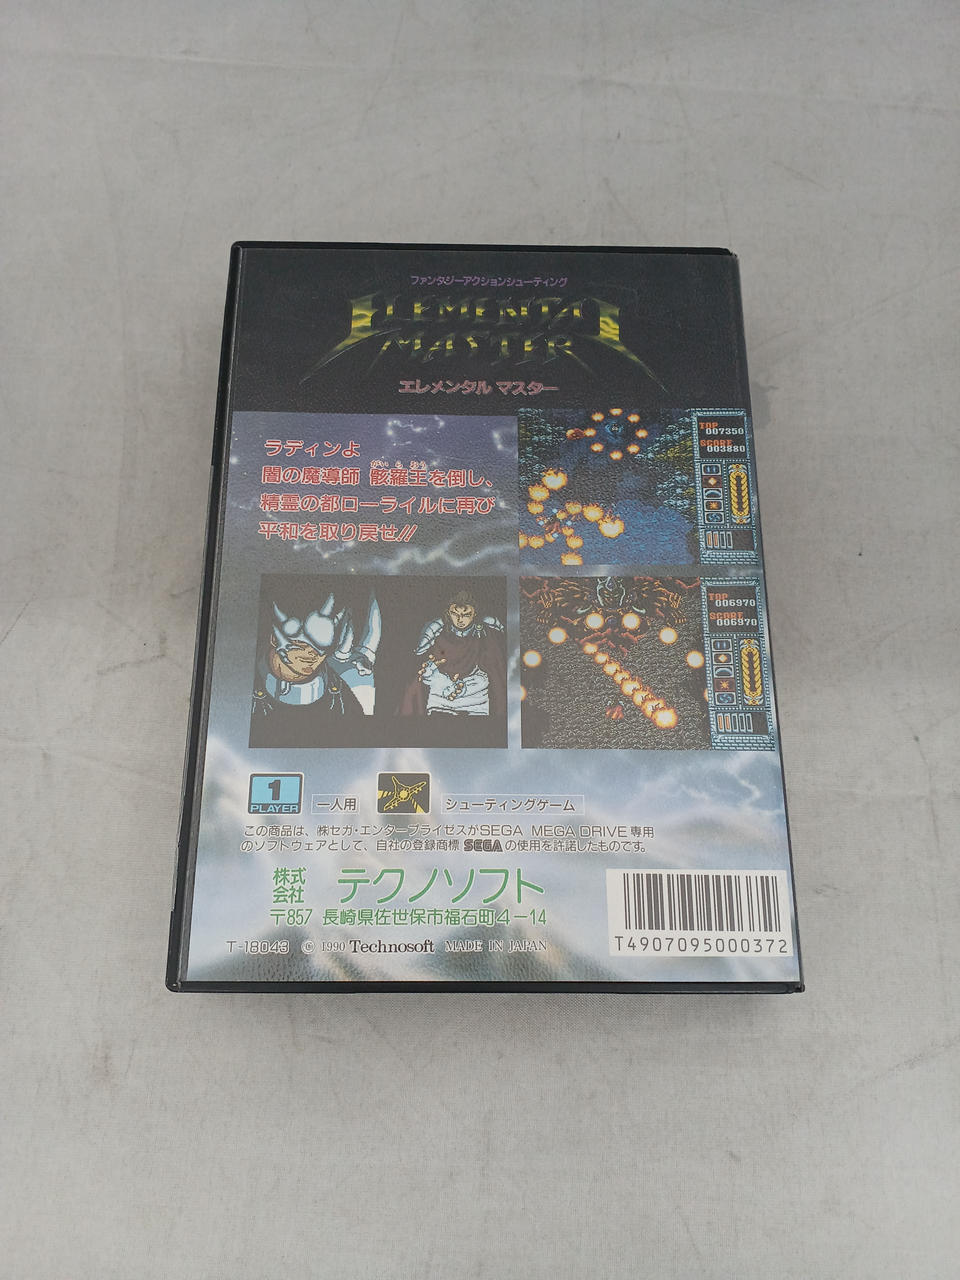 ファンタジーアクションシューティング
ELEMENTAL
MASTER
エレメンタル マスター
ラディンよ
闇の魔導師 骸羅王を倒し、
がいらおう
精霊の都ローライルに再び
平和を取り戻せ!!
TOP
007350
SCORE
003880
TOP
006970
SCORE
006970
1
PLAYER
一人用
シューティングゲーム
この商品は、㈱セガ・エンタープライゼスがSEGA MEGA DRIVE専用
のソフトウェアとして、自社の登録商標 SEGA の使用を許諾したものです。
株式会社 テクノソフト
〒857 長崎県佐世保市福石町4-14
T-18043 © 1990 Technosoft MADE IN JAPAN
T4907095000372